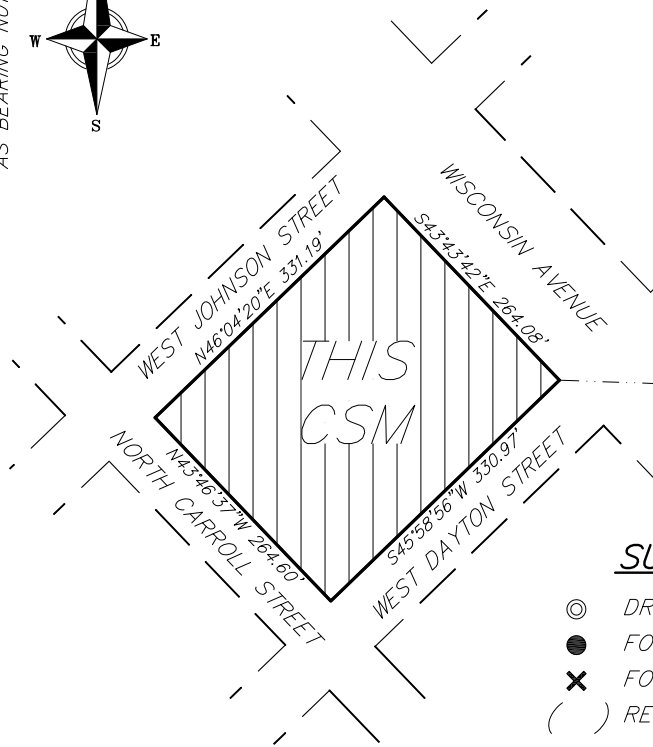 AS BEARING
W
E
S
WEST JOHNSON STREET
N46°04'20"E 331.19'
WISCONSIN AVENUE
S43°43'42"E 264.08'
THIS
CSM
NORTH CARROLL STREET
N43°46'37"W 264.60'
S45°58'56"W 330.97'
WEST DAYTON STREET
SU
DR
FO
FO
( ) RE